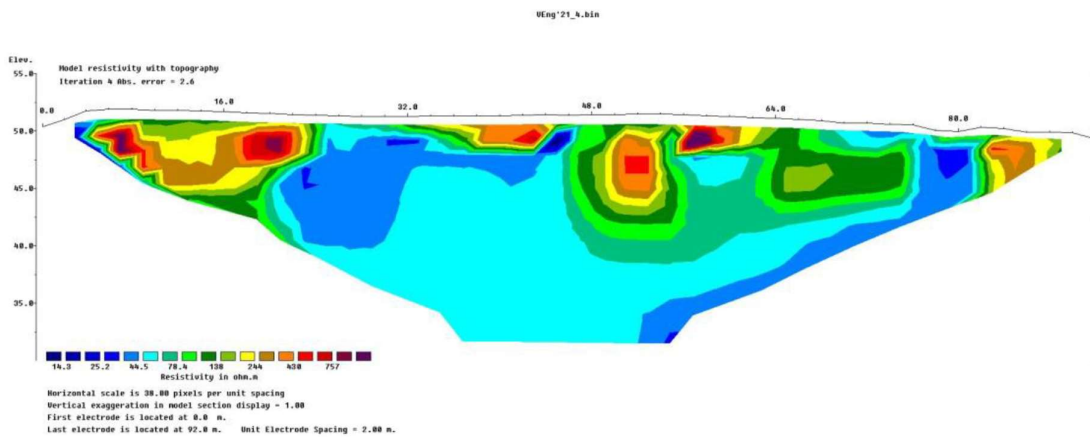 VEng'21_4.bin
Elev.
Model resistivity with topography
Iteration 4 Abs. error = 2.6
55.0
50.0
45.0
40.0
35.0
0.0 16.0 32.0 48.0 64.0 80.0
14.3 25.2 44.5 78.4 138 244 430 757
Resistivity in ohm.m
Horizontal scale is 38.00 pixels per unit spacing
Vertical exaggeration in model section display = 1.00
First electrode is located at 0.0 m.
Last electrode is located at 92.0 m. Unit Electrode Spacing = 2.00 m.